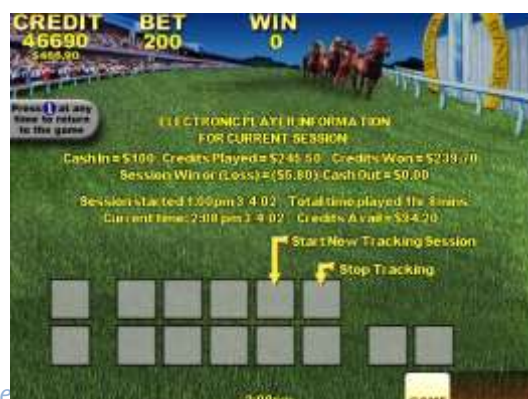 CREDIT BET WIN
46690 200 0
$466.90
Press i at any
time to return
to the game
ELECTRONIC PLAYER INFORMATION
FOR CURRENT SESSION
Cash In = $100 Credits Played = $245.50 Credits Won = $239.70
Session Win or (Loss) = ($5.80) Cash Out = $0.00
Session started 1:00pm 3 4 02 Total time played 1hr 8mins
Current time: 2:08 pm 3 4 02 Credits Avail = $94.20
Start New Tracking Session
Stop Tracking